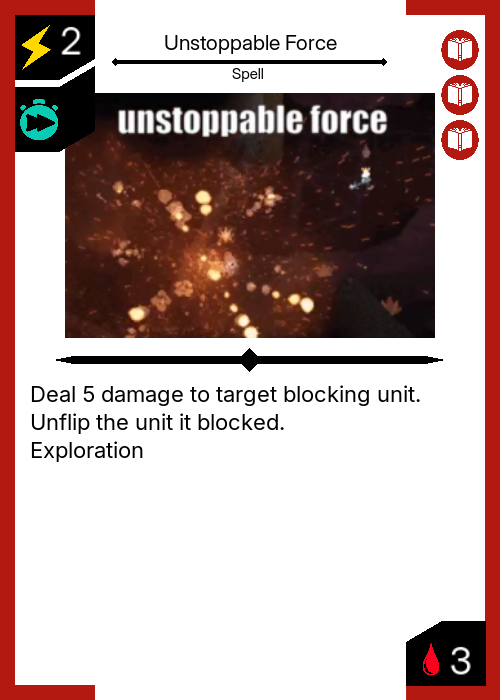 2
Unstoppable Force
Spell
unstoppable force
Deal 5 damage to target blocking unit.
Unflip the unit it blocked.
Exploration
3